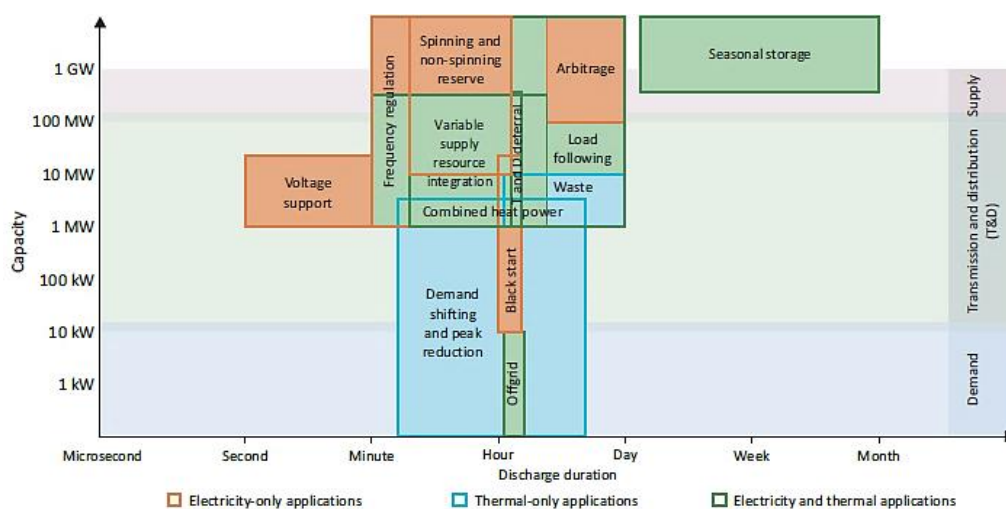 Capacity
1 GW
100 MW
10 MW
1 MW
100 kW
10 kW
1 kW
Frequency regulation
Spinning and
non-spinning
reserve
Arbitrage
Seasonal storage
Variable
supply
resource
integration
T and D deterral
Load
following
Voltage
support
Waste
Combined heat power
Demand
shifting
and peak
reduction
Black start
Offgrid
Supply
Transmission and distribution
(T&D)
Demand
Microsecond
Second
Minute
Hour
Day
Week
Month
Discharge duration
Electricity-only applications
Thermal-only applications
Electricity and thermal applications